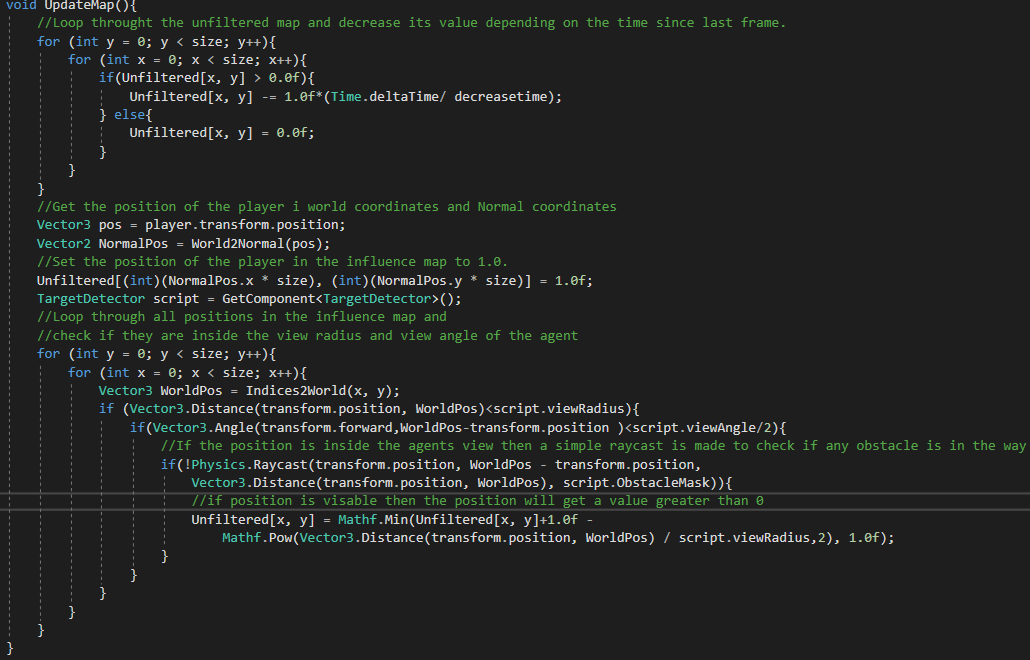 void UpdateMap(){
//Loop throught the unfiltered map and decrease its value depending on the time since last frame.
for (int y = 0; y < size; y++){
for (int x = 0; x < size; x++){
if(Unfiltered[x, y] > 0.0f){
Unfiltered[x, y] -= 1.0f*(Time.deltaTime/ decreasetime);
} else{
Unfiltered[x, y] = 0.0f;
}
}
}
//Get the position of the player i world coordinates and Normal coordinates
Vector3 pos = player.transform.position;
Vector2 NormalPos = World2Normal(pos);
//Set the position of the player in the influence map to 1.0.
Unfiltered[(int)(NormalPos.x * size), (int)(NormalPos.y * size)] = 1.0f;
TargetDetector script = GetComponent<TargetDetector>();
//Loop through all positions in the influence map and
//check if they are inside the view radius and view angle of the agent
for (int y = 0; y < size; y++){
for (int x = 0; x < size; x++){
Vector3 WorldPos = Indices2World(x, y);
if (Vector3.Distance(transform.position, WorldPos)<script.viewRadius){
if(Vector3.Angle(transform.forward,WorldPos-transform.position )<script.viewAngle/2){
//If the position is inside the agents view then a simple raycast is made to check if any obstacle is in the way
if(!Physics.Raycast(transform.position, WorldPos - transform.position,
Vector3.Distance(transform.position, WorldPos), script.ObstacleMask)){
//if position is visable then the position will get a value greater than 0
Unfiltered[x, y] = Mathf.Min(Unfiltered[x, y]+1.0f -
Mathf.Pow(Vector3.Distance(transform.position, WorldPos) / script.viewRadius,2), 1.0f);
}
}
}
}
}
}